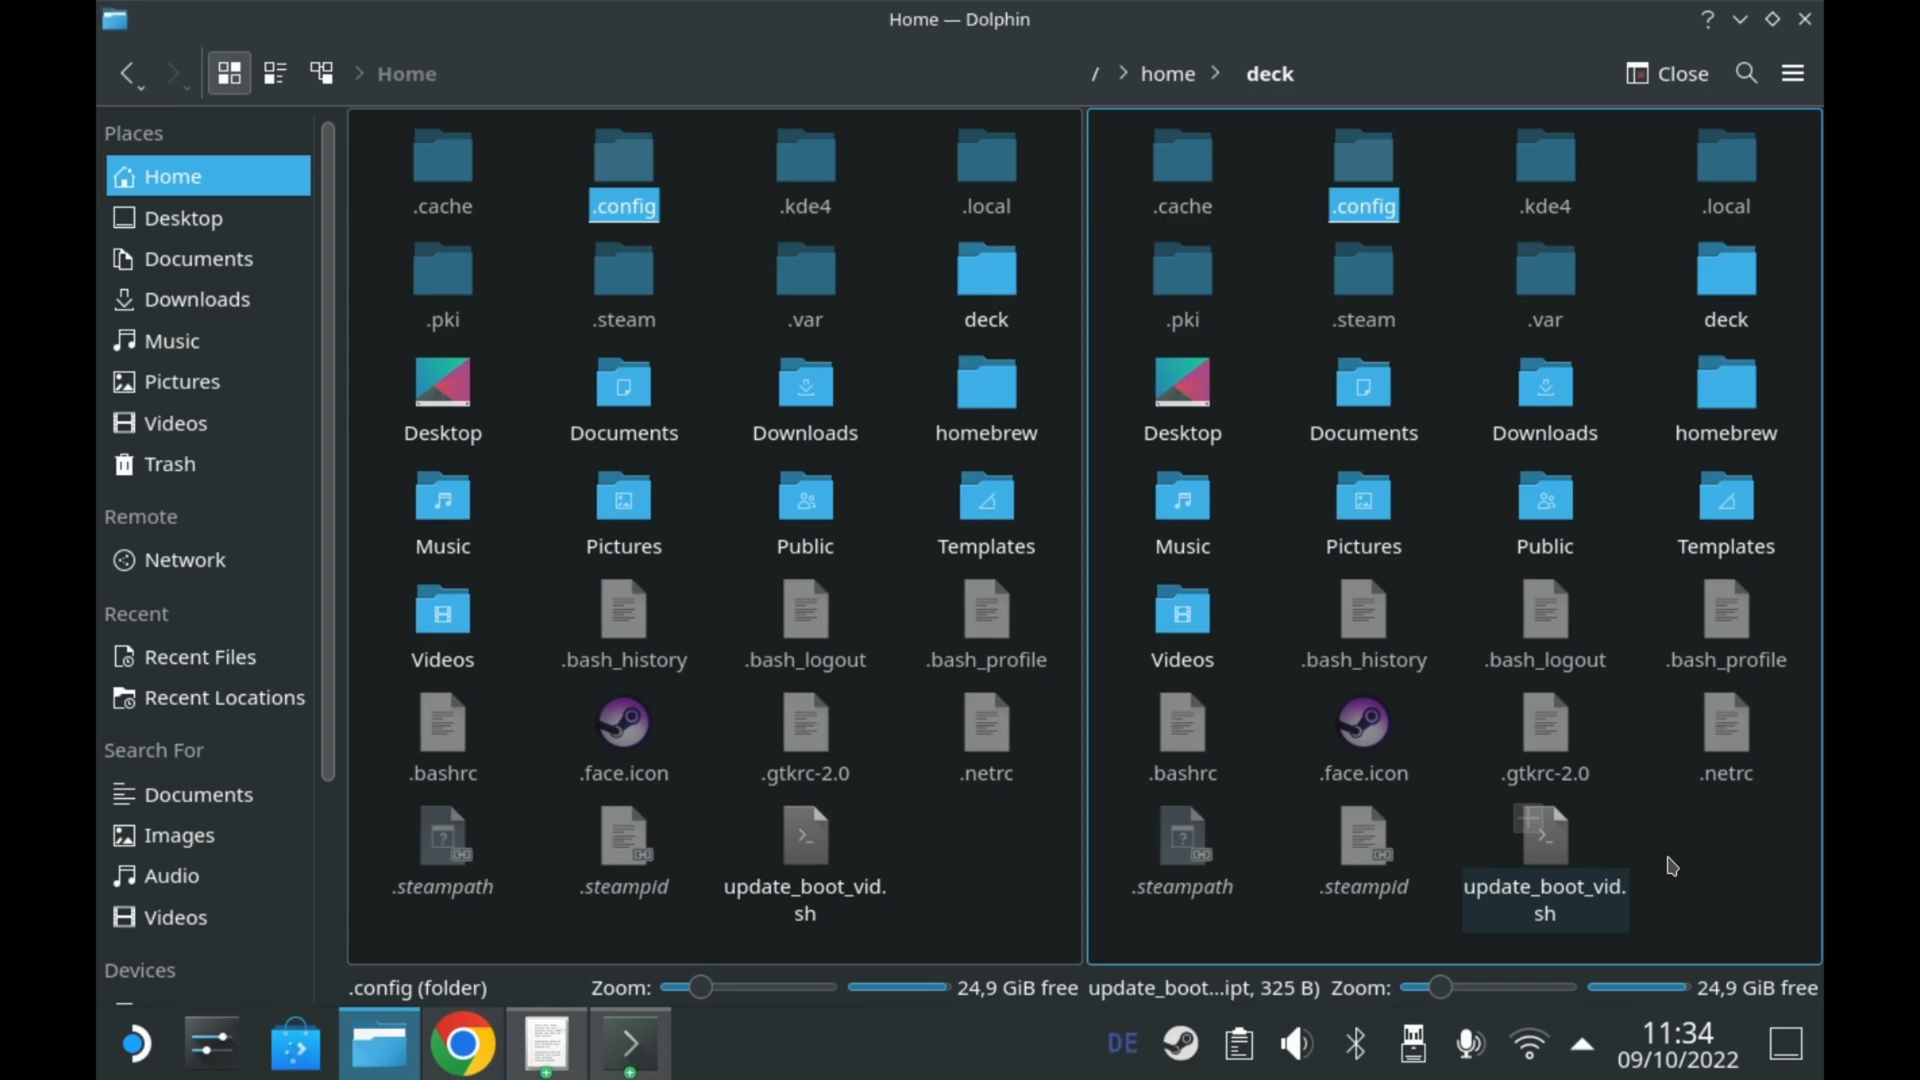 Home — Dolphin
Home
/ home deck
Close
Places
Home
Desktop
Documents
Downloads
Music
Pictures
Videos
Trash
Remote
Network
Recent
Recent Files
Recent Locations
Search For
Documents
Images
Audio
Videos
Devices
.cache .config .kde4 .local
.pki .steam .var deck
Desktop Documents Downloads homebrew
Music Pictures Public Templates
Videos .bash_history .bash_logout .bash_profile
.bashrc .face.icon .gtkrc-2.0 .netrc
.steampath .steampid update_boot_vid.
sh
.config (folder) Zoom: 24,9 GiB free
.cache .config .kde4 .local
.pki .steam .var deck
Desktop Documents Downloads homebrew
Music Pictures Public Templates
Videos .bash_history .bash_logout .bash_profile
.bashrc .face.icon .gtkrc-2.0 .netrc
.steampath .steampid update_boot_vid.
sh
update_boot...ipt, 325 B) Zoom: 24,9 GiB free
DE
11:34
09/10/2022